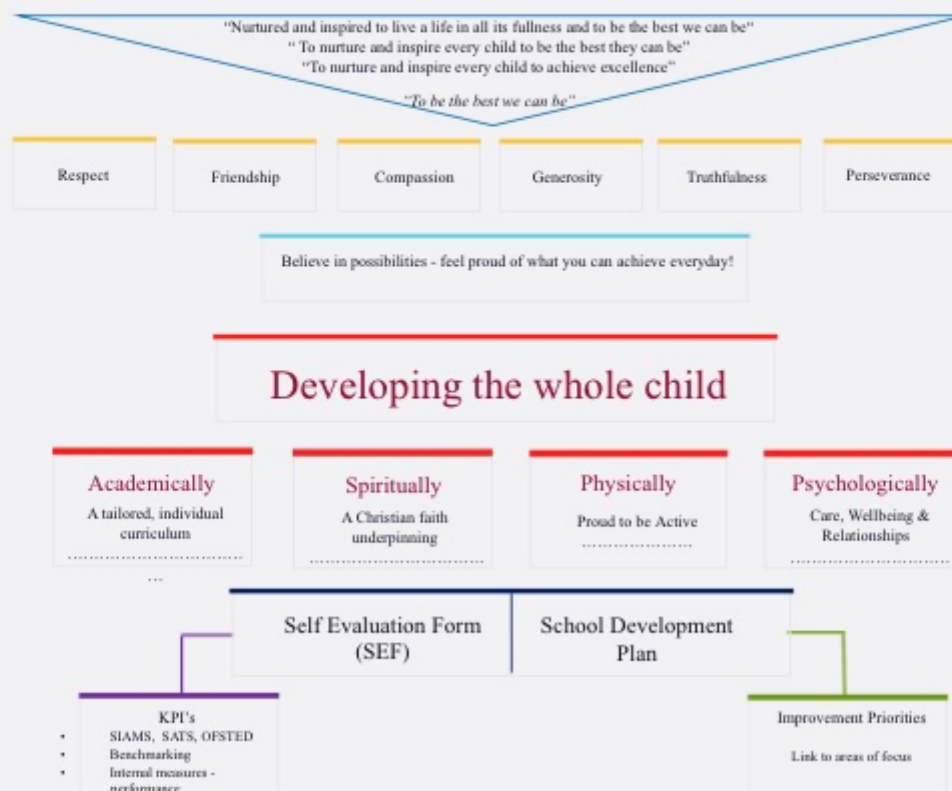 “Nurtured and inspired to live a life in all its fullness and to be the best we can be“
“ To nurture and inspire every child to be the best they can be”
“To nurture and inspire every child to achieve excellence”
“To be the best we can be“
Respect
Friendship
Compassion
Generosity
Truthfulness
Perseverance
Believe in possibilities - feel proud of what you can achieve everyday!
Developing the whole child
Academically
A tailored, individual
curriculum
Spiritually
A Christian faith
underpinning
Physically
Proud to be Active
Psychologically
Care, Wellbeing &
Relationships
Self Evaluation Form
(SEF)
School Development
Plan
KPI’s
• SIAMS, SATS, OFSTED
• Benchmarking
• Internal measures -
performance
Improvement Priorities
Link to areas of focus